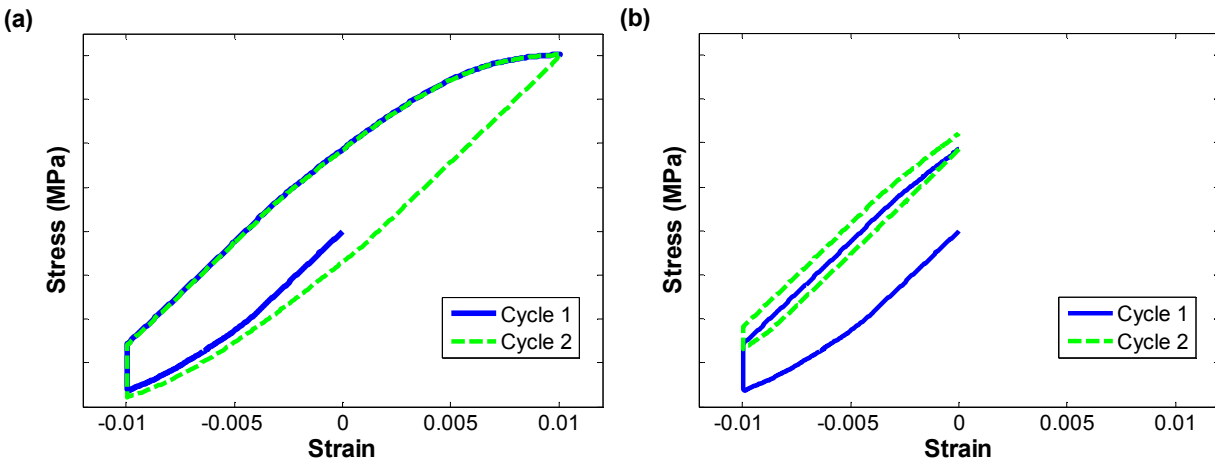 (a)
Stress (MPa)
Cycle 1
Cycle 2
-0.01 -0.005 0 0.005 0.01
Strain
(b)
Stress (MPa)
Cycle 1
Cycle 2
-0.01 -0.005 0 0.005 0.01
Strain